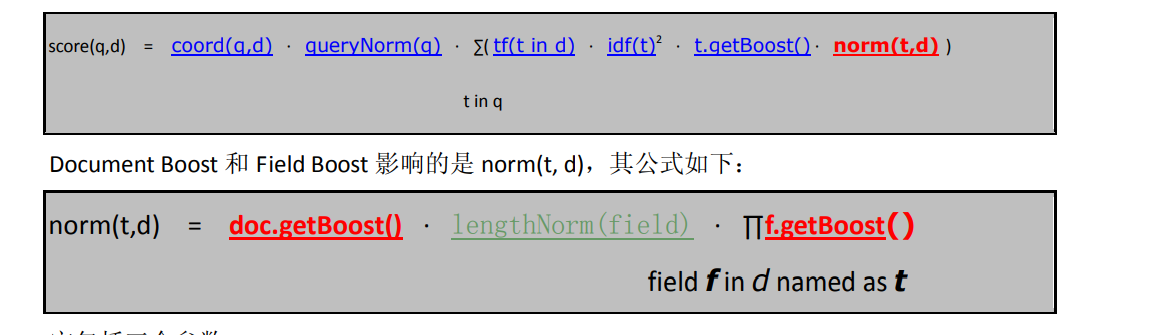 score(q,d) = coord(q,d) · queryNorm(q) · ∑( tf(t in d) · idf(t)² · t.getBoost() · norm(t,d) )
t in q
Document Boost 和 Field Boost 影响的是 norm(t, d)，其公式如下：
norm(t,d) = doc.getBoost() · lengthNorm(field) · ∏f.getBoost()
field f in d named as t